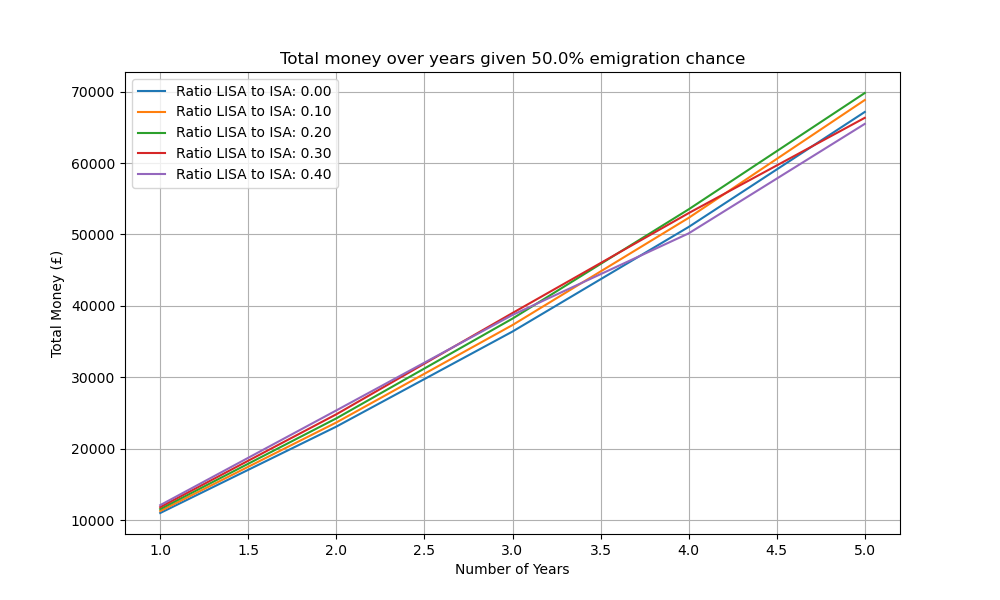 Total money over years given 50.0% emigration chance
Ratio LISA to ISA: 0.00
Ratio LISA to ISA: 0.10
Ratio LISA to ISA: 0.20
Ratio LISA to ISA: 0.30
Ratio LISA to ISA: 0.40
Total Money (£)
70000
60000
50000
40000
30000
20000
10000
1.0 1.5 2.0 2.5 3.0 3.5 4.0 4.5 5.0
Number of Years